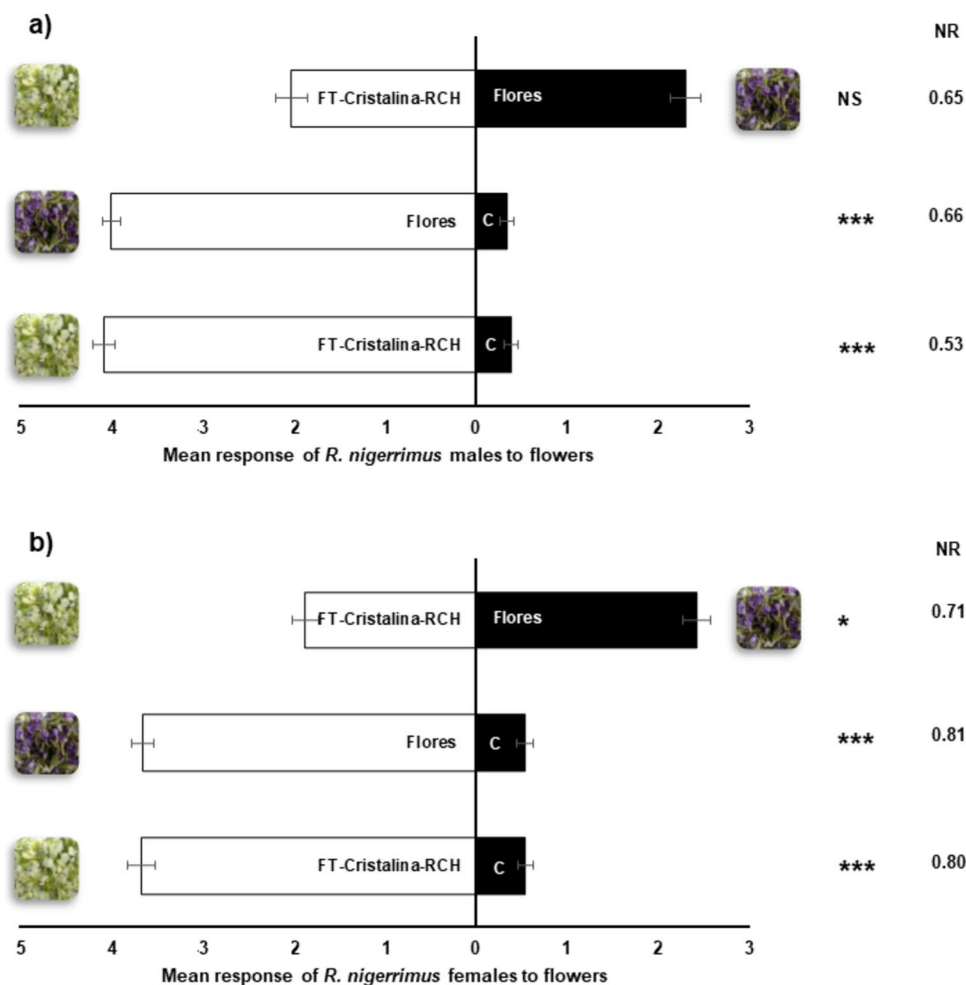 a)
NR
FT-Cristalina-RCH Flores NS 0.65
Flores C *** 0.66
FT-Cristalina-RCH C *** 0.53
5 4 3 2 1 0 1 2 3
Mean response of R. nigerrimus males to flowers
b)
NR
FT-Cristalina-RCH Flores * 0.71
Flores C *** 0.81
FT-Cristalina-RCH C *** 0.80
5 4 3 2 1 0 1 2 3
Mean response of R. nigerrimus females to flowers